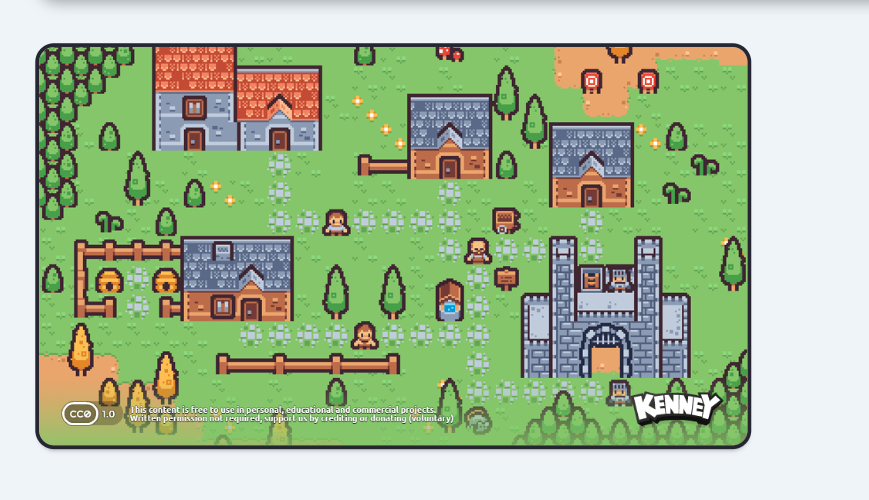 CC0 1.0
This content is free to use in personal, educational and commercial projects.
Written permission not required, support us by crediting or donating (voluntary)
KENNEY